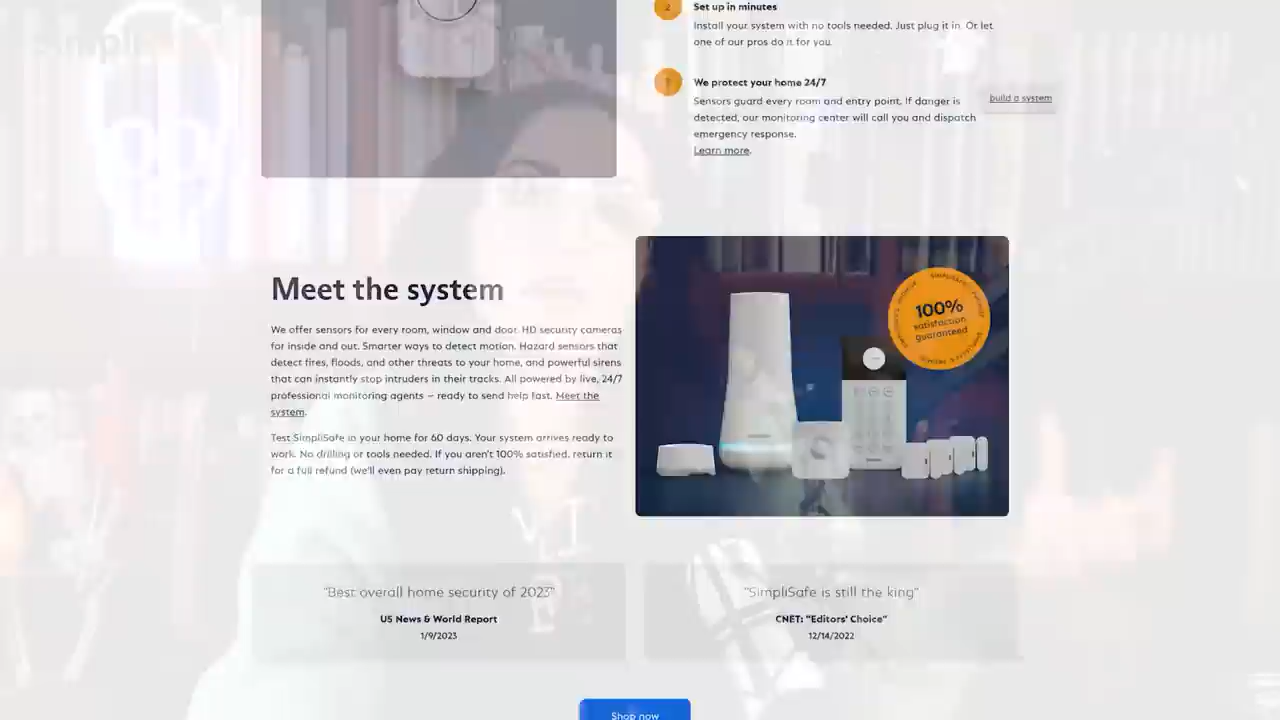 Simpli
2
Set up in minutes
Install your system with no tools needed. Just plug it in. Or let
one of our pros do it for you.
We protect your home 24/7
Sensors guard every room and entry point. If danger is
detected, our monitoring center will call you and dispatch
emergency response.
Learn more.
build a system
Meet the system
We offer sensors for every room, window and door. HD security cameras
for inside and out. Smarter ways to detect motion. Hazard sensors that
detect fires, floods, and other threats to your home, and powerful sirens
that can instantly stop intruders in their tracks. All powered by live, 24/7
professional monitoring agents – ready to send help fast. Meet the
system.
Test SimpliSafe in your home for 60 days. Your system arrives ready to
work. No drilling or tools needed. If you aren't 100% satisfied, return it
for a full refund (we'll even pay return shipping).
100%
satisfaction
guaranteed
"Best overall home security of 2023"
US News & World Report
1/9/2023
"SimpliSafe is still the king"
CNET: "Editors' Choice"
12/14/2022
Shop now